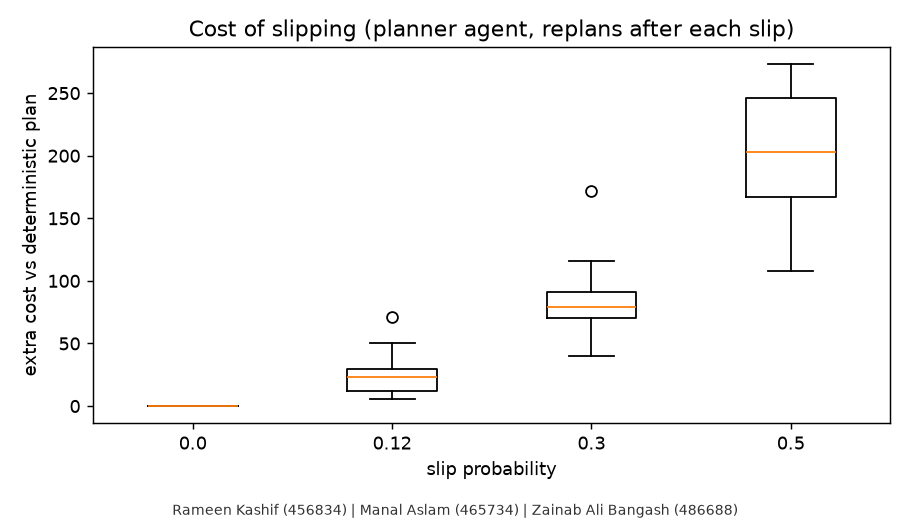 Cost of slipping (planner agent, replans after each slip)
extra cost vs deterministic plan
250
200
150
100
50
0
0.0 0.12 0.3 0.5
slip probability
Rameen Kashif (456834) | Manal Aslam (465734) | Zainab Ali Bangash (486688)